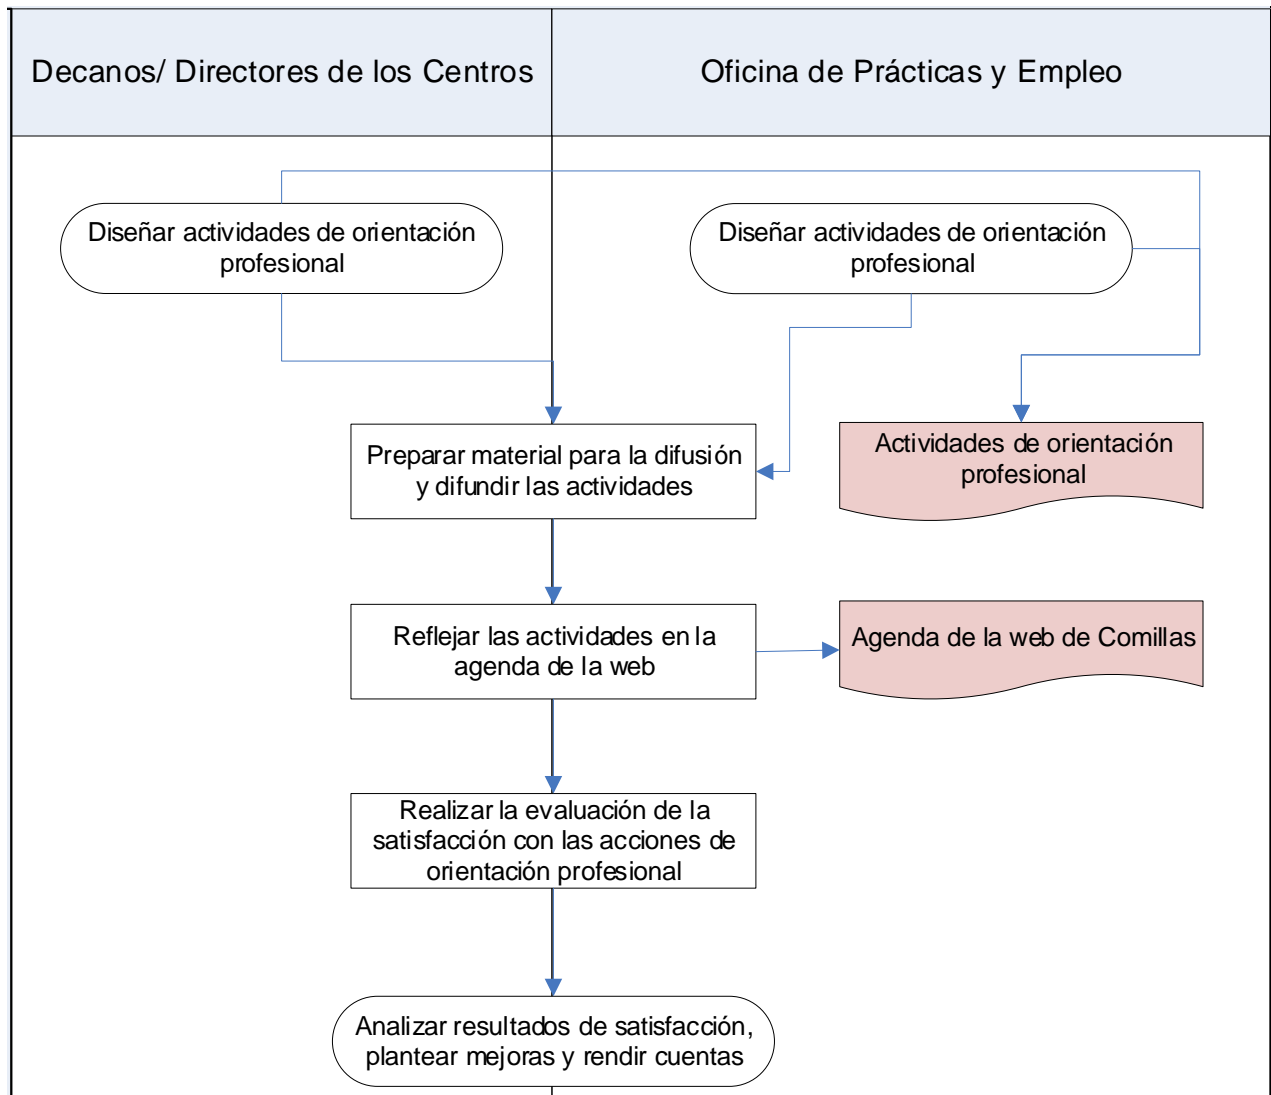 Decanos/ Directores de los Centros
Oficina de Prácticas y Empleo
Diseñar actividades de orientación
profesional
Diseñar actividades de orientación
profesional
Preparar material para la difusión
y difundir las actividades
Actividades de orientación
profesional
Reflejar las actividades en la
agenda de la web
Agenda de la web de Comillas
Realizar la evaluación de la
satisfacción con las acciones de
orientación profesional
Analizar resultados de satisfacción,
plantear mejoras y rendir cuentas